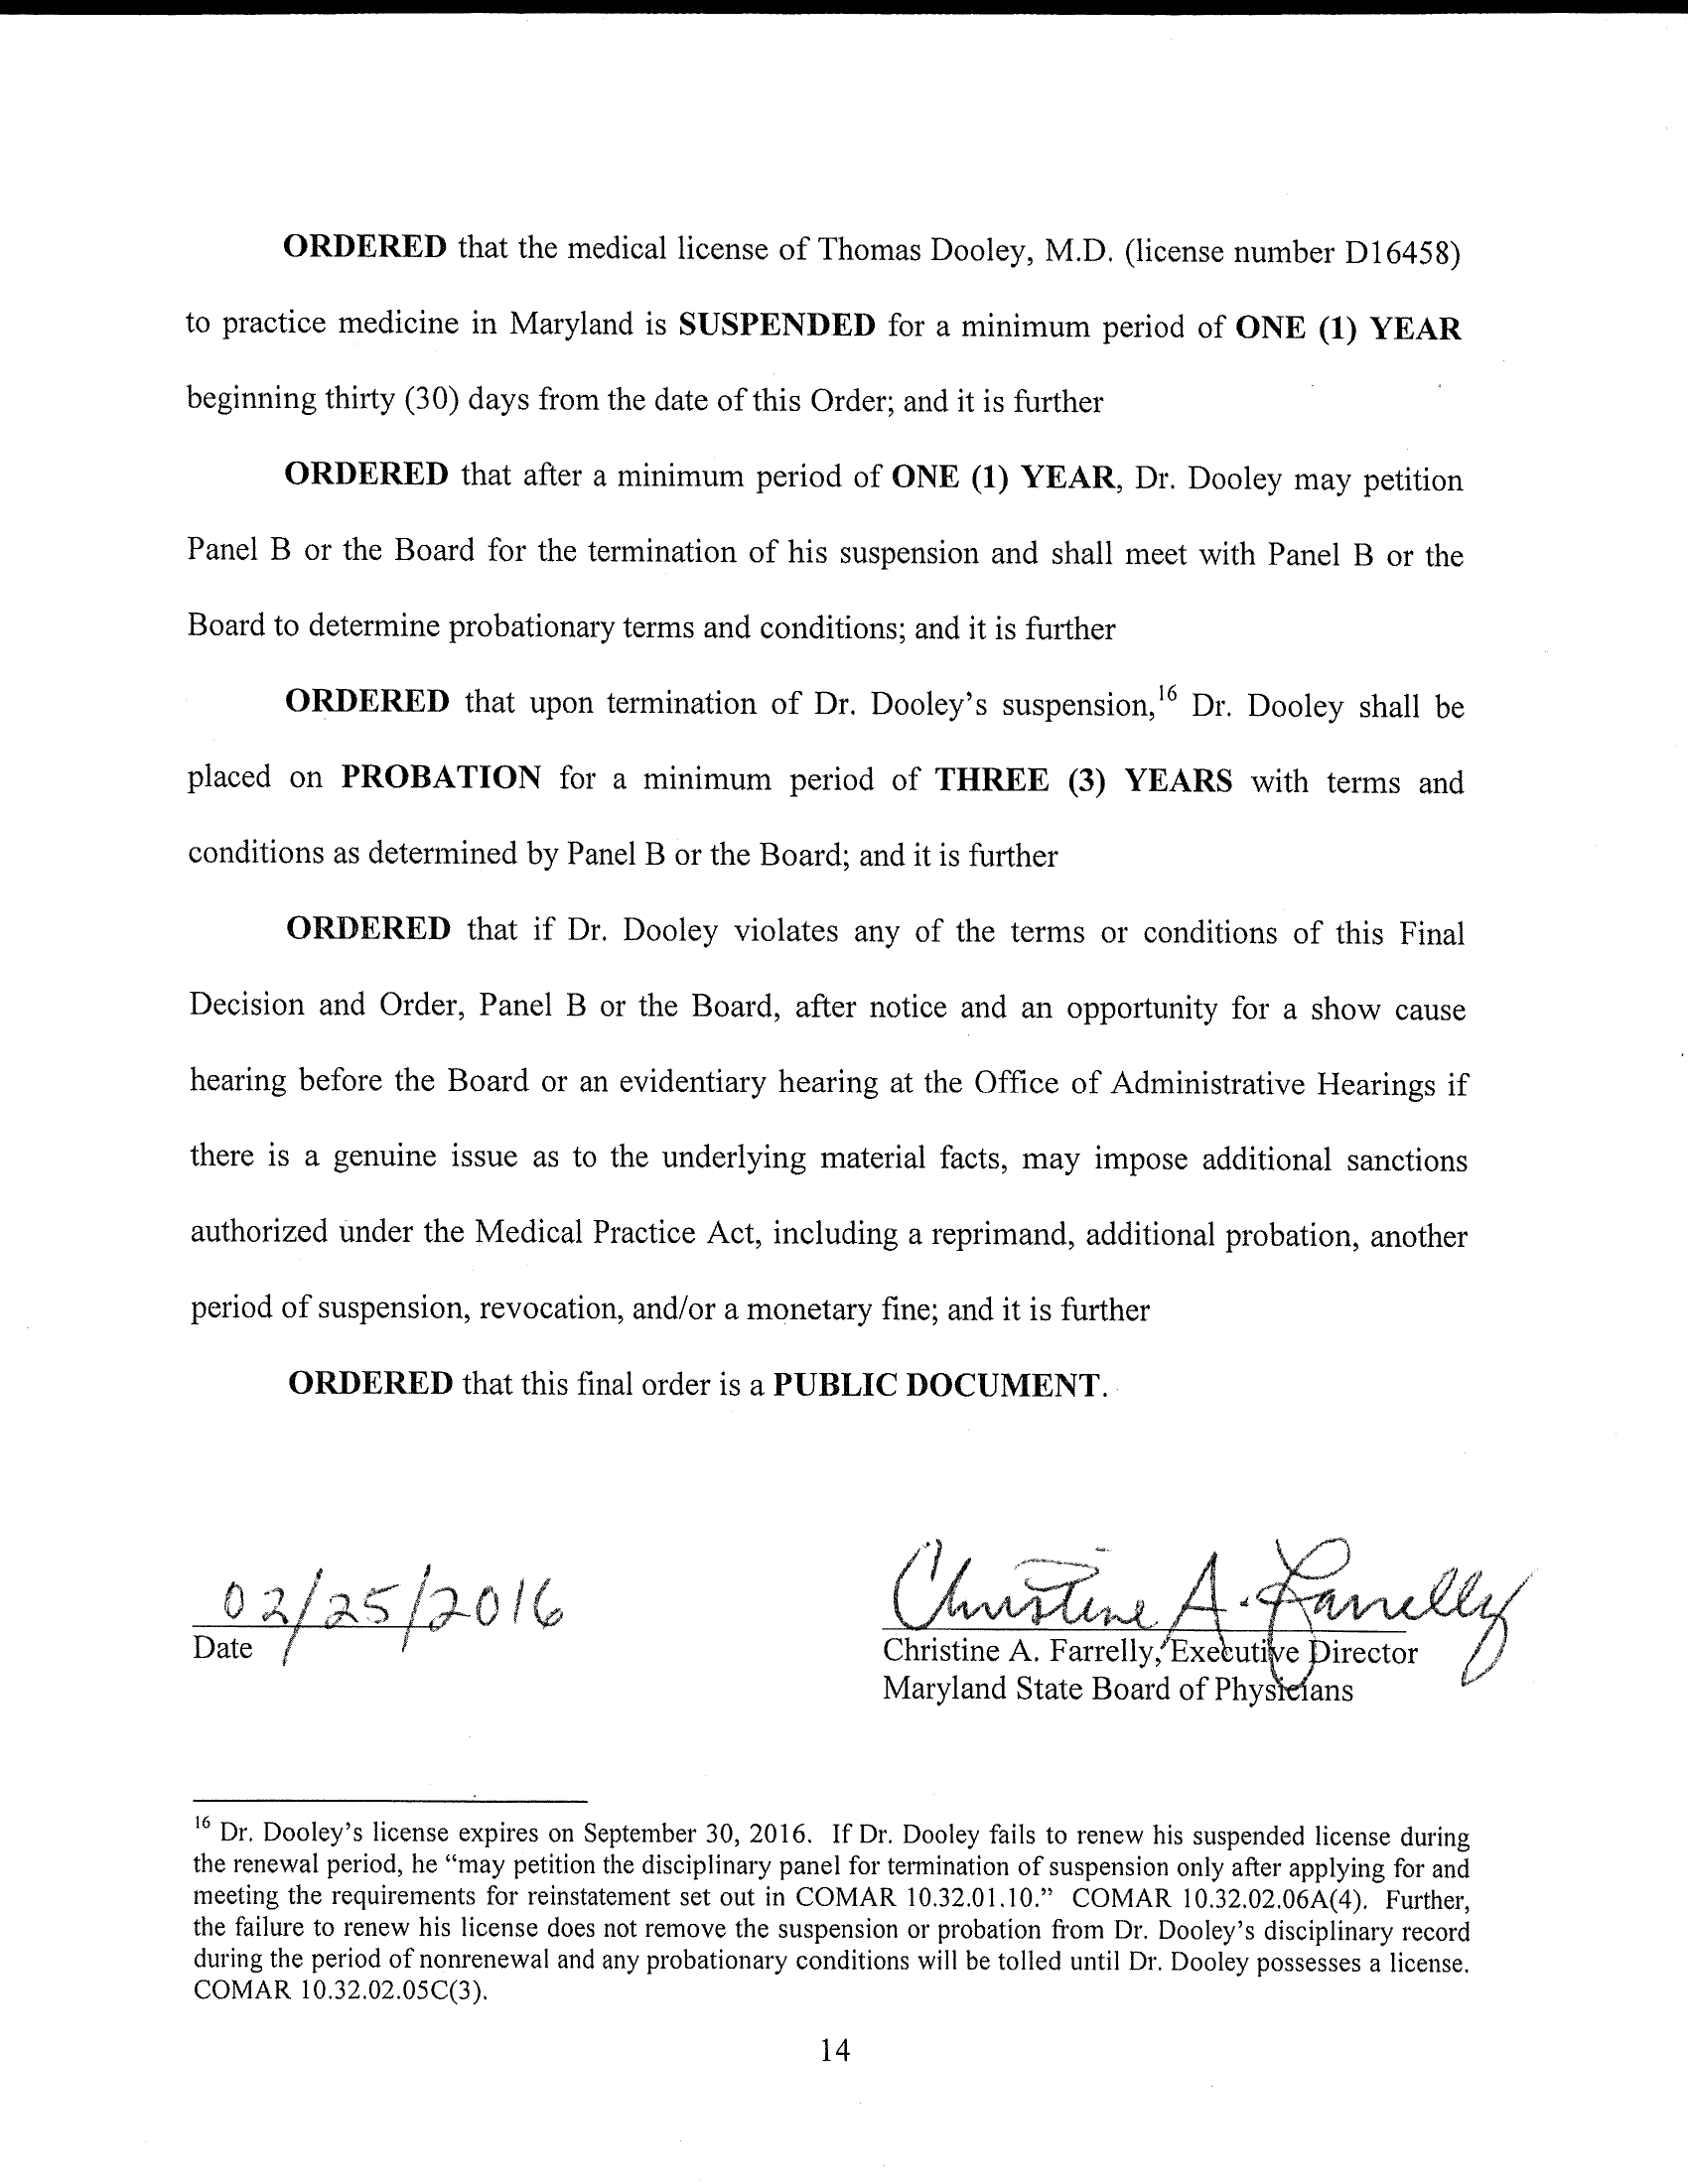 ORDERED that the medical license of Thomas Dooley, M.D. (license number D16458)
to practice medicine in Maryland is SUSPENDED for a minimum period of ONE (1) YEAR
beginning thirty (30) days from the date of this Order; and it is further
ORDERED that after a minimum period of ONE (1) YEAR, Dr. Dooley may petition
Panel B or the Board for the termination of his suspension and shall meet with Panel B or the
Board to determine probationary terms and conditions; and it is further
ORDERED that upon termination of Dr. Dooley's suspension,16 Dr. Dooley shall be
placed on PROBATION for a minimum period of THREE (3) YEARS with terms and
conditions as determined by Panel B or the Board; and it is further
ORDERED that if Dr. Dooley violates any of the terms or conditions of this Final
Decision and Order, Panel B or the Board, after notice and an opportunity for a show cause
hearing before the Board or an evidentiary hearing at the Office of Administrative Hearings if
there is a genuine issue as to the underlying material facts, may impose additional sanctions
authorized under the Medical Practice Act, including a reprimand, additional probation, another
period of suspension, revocation, and/or a monetary fine; and it is further
ORDERED that this final order is a PUBLIC DOCUMENT.
02/25/2016
Date
Christine A. Farrelly
Christine A. Farrelly, Executive Director
Maryland State Board of Physicians
16 Dr. Dooley's license expires on September 30, 2016. If Dr. Dooley fails to renew his suspended license during
the renewal period, he “may petition the disciplinary panel for termination of suspension only after applying for and
meeting the requirements for reinstatement set out in COMAR 10.32.01.10.” COMAR 10.32.02.06A(4). Further,
the failure to renew his license does not remove the suspension or probation from Dr. Dooley's disciplinary record
during the period of nonrenewal and any probationary conditions will be tolled until Dr. Dooley possesses a license.
COMAR 10.32.02.05C(3).
14